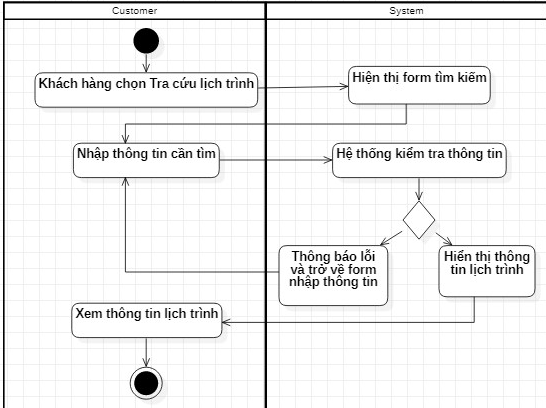 Customer
System
Khách hàng chọn Tra cứu lịch trình
Hiện thị form tìm kiếm
Nhập thông tin cần tìm
Hệ thống kiểm tra thông tin
Thông báo lỗi
và trở về form
nhập thông tin
Hiển thị thông
tin lịch trình
Xem thông tin lịch trình